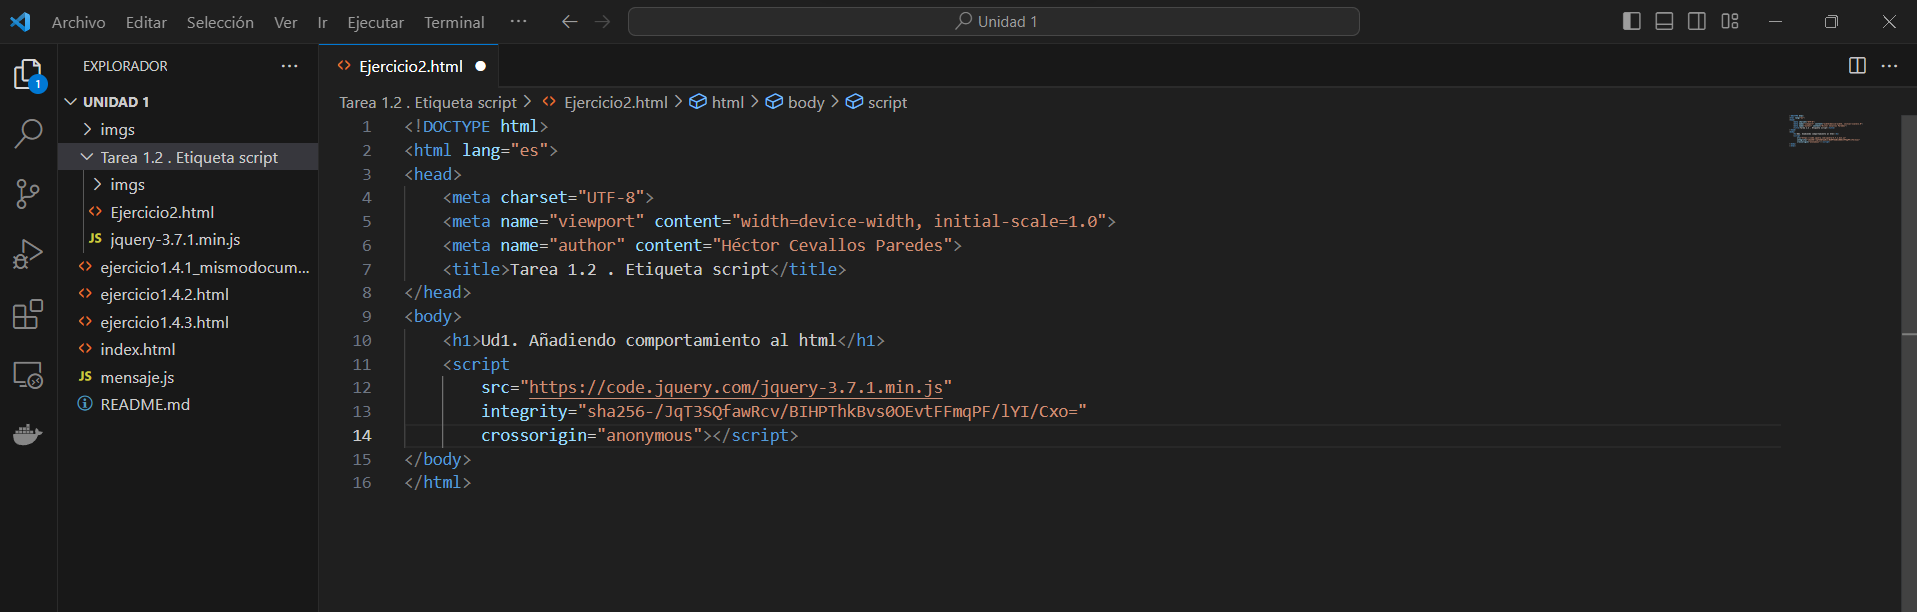 Archivo Editar Selección Ver Ir Ejecutar Terminal ··· Unidad 1
EXPLORADOR ···
1
UNIDAD 1
imgs
Tarea 1.2 . Etiqueta script
imgs
Ejercicio2.html
JS jquery-3.7.1.min.js
ejercicio1.4.1_mismodocum...
ejercicio1.4.2.html
ejercicio1.4.3.html
index.html
JS mensaje.js
README.md
Ejercicio2.html
Tarea 1.2 . Etiqueta script > Ejercicio2.html > html > body > script
1 <!DOCTYPE html>
2 <html lang="es">
3 <head>
4 <meta charset="UTF-8">
5 <meta name="viewport" content="width=device-width, initial-scale=1.0">
6 <meta name="author" content="Héctor Cevallos Paredes">
7 <title>Tarea 1.2 . Etiqueta script</title>
8 </head>
9 <body>
10 <h1>Ud1. Añadiendo comportamiento al html</h1>
11 <script
12 src="https://code.jquery.com/jquery-3.7.1.min.js"
13 integrity="sha256-/JqT3SQfawRcv/BIHPThkBvs0OEvtFFmqPF/lYI/Cxo="
14 crossorigin="anonymous"></script>
15 </body>
16 </html>